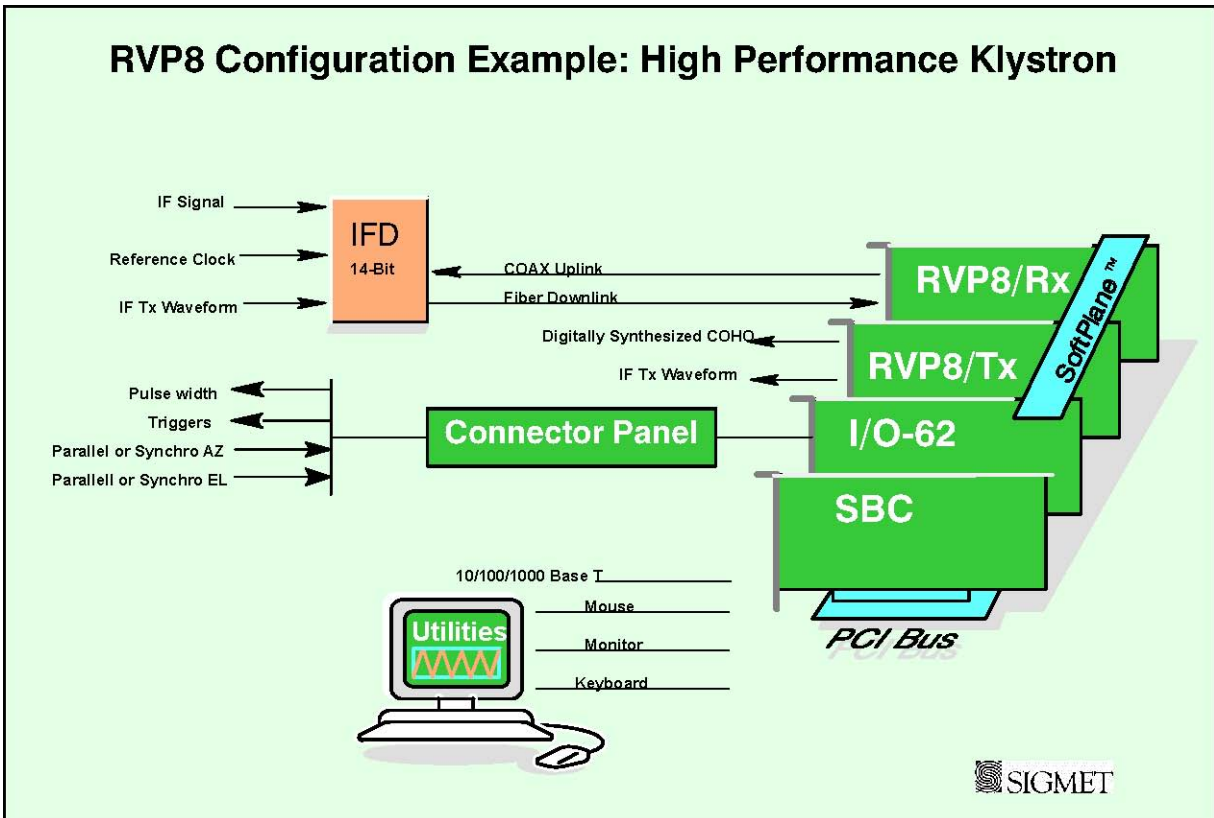 RVP8 Configuration Example: High Performance Klystron
IF Signal
Reference Clock
IF Tx Waveform
IFD
14-Bit
COAX Uplink
Fiber Downlink
Digitally Synthesized COHO
IF Tx Waveform
RVP8/Rx
RVP8/Tx
I/O-62
SBC
SoftPlane™
PCI Bus
Pulse width
Triggers
Parallel or Synchro AZ
Parallell or Synchro EL
Connector Panel
10/100/1000 Base T
Mouse
Monitor
Keyboard
Utilities
SIGMET